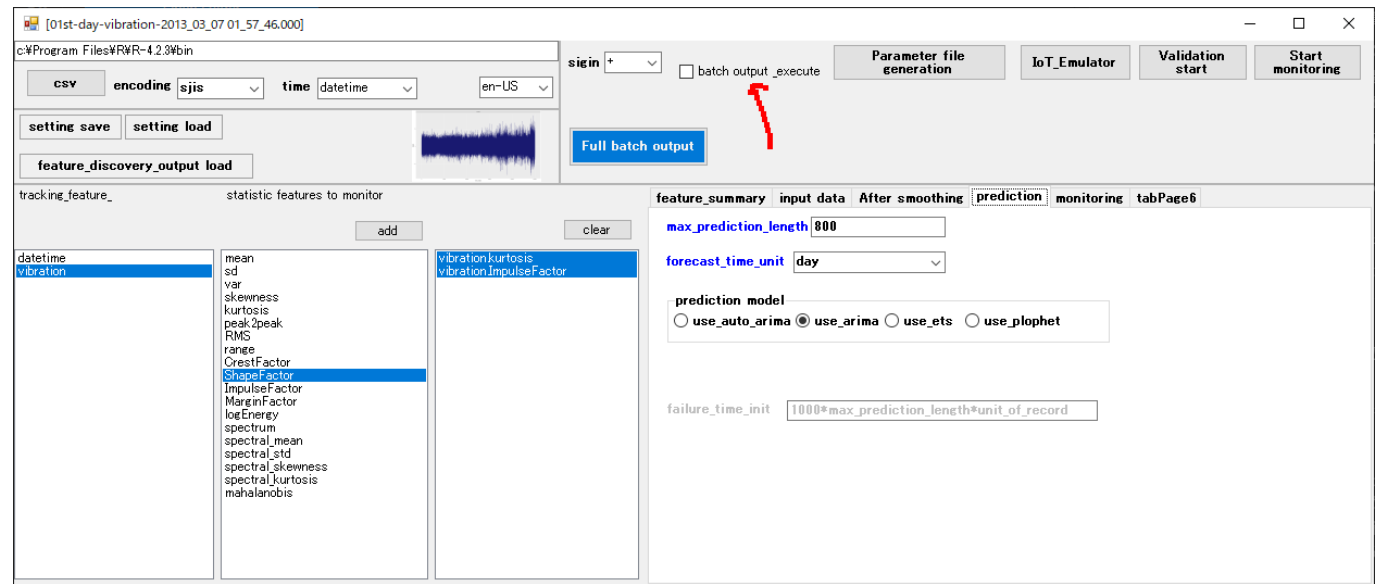 [01st-day-vibration-2013_03_07 01_57_46.000]
c:¥Program Files¥R¥R-4.2.3¥bin
csv encoding sjis time datetime en-US
setting save setting load
feature_discovery_output load
sigin + batch output _execute
Parameter file generation
IoT_Emulator
Validation start
Start monitoring
Full batch output
tracking_feature_
statistic features to monitor
add
clear
datetime
vibration
mean
sd
var
skewness
kurtosis
peak2peak
RMS
range
CrestFactor
ShapeFactor
ImpulseFactor
MarginFactor
logEnergy
spectrum
spectral_mean
spectral_std
spectral_skewness
spectral_kurtosis
mahalanobis
vibration.kurtosis
vibration.ImpulseFactor
feature_summary input data After smoothing prediction monitoring tabPage6
max_prediction_length 800
forecast_time_unit day
prediction model
use_auto_arima use_arima use_ets use_plophet
failure_time_init 1000*max_prediction_length*unit_of_record